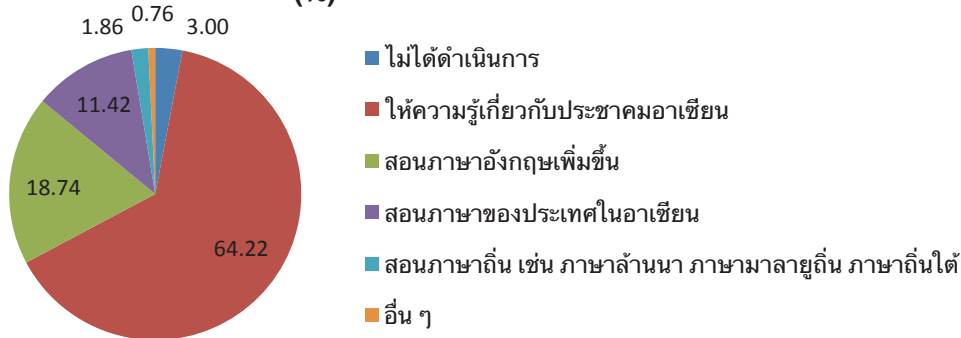 (%)
0.76
1.86
3.00
11.42
18.74
64.22
ไม่ได้ดำเนินการ
ให้ความรู้เกี่ยวกับประชาคมอาเซียน
สอนภาษาอังกฤษเพิ่มขึ้น
สอนภาษาของประเทศในอาเซียน
สอนภาษาถิ่น เช่น ภาษาล้านนา ภาษามาลายูถิ่น ภาษาถิ่นใต้
อื่น ๆ